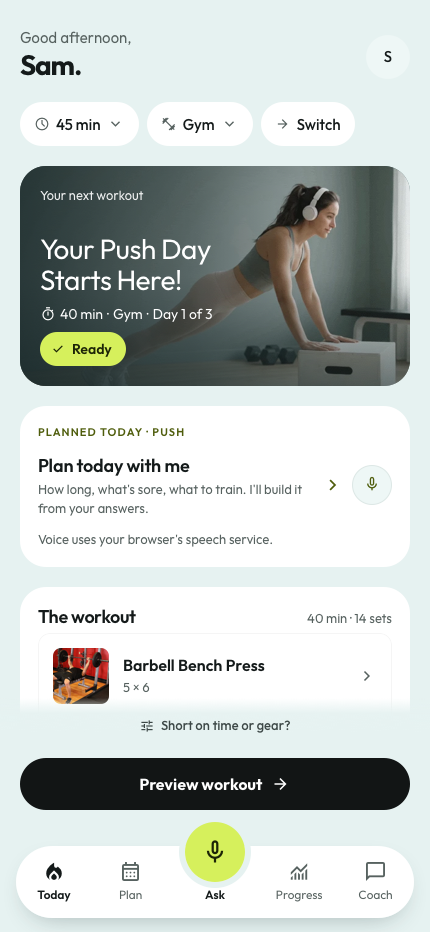 Good afternoon,
Sam.
S
45 min
Gym
Switch
Your next workout
Your Push Day
Starts Here!
40 min · Gym · Day 1 of 3
Ready
PLANNED TODAY · PUSH
Plan today with me
How long, what's sore, what to train. I'll build it
from your answers.
Voice uses your browser's speech service.
The workout
40 min · 14 sets
Barbell Bench Press
5 × 6
Short on time or gear?
Preview workout
Today
Plan
Ask
Progress
Coach